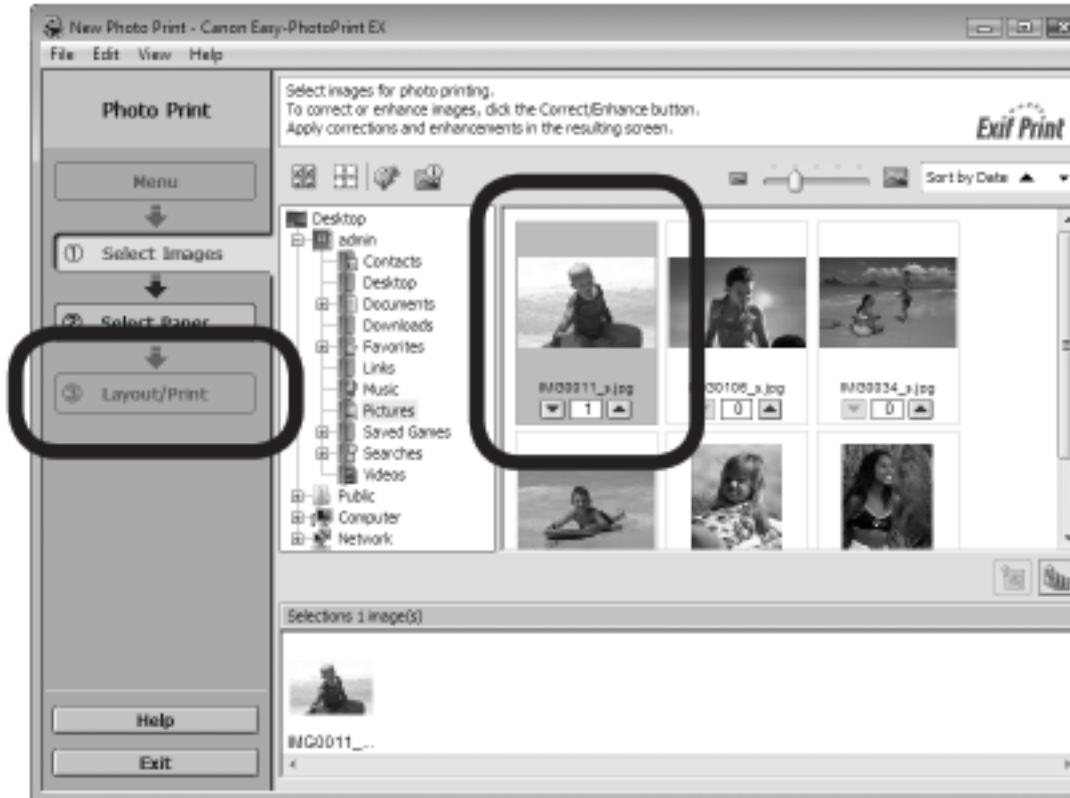 New Photo Print - Canon Easy-PhotoPrint EX
File Edit View Help
Photo Print
Select images for photo printing.
To correct or enhance images, click the Correct/Enhance button.
Apply corrections and enhancements in the resulting screen.
Exif Print
Menu
Sort by Date
① Select Images
② Select Paper
③ Layout/Print
Desktop
admin
Contacts
Desktop
Documents
Downloads
Favorites
Links
Music
Pictures
Saved Games
Searches
Videos
Public
Computer
Network
IMG0011_s.jpg
1
IMG0106_s.jpg
0
IMG0034_s.jpg
0
Selections 1 image(s)
IMG0011_...
Help
Exit